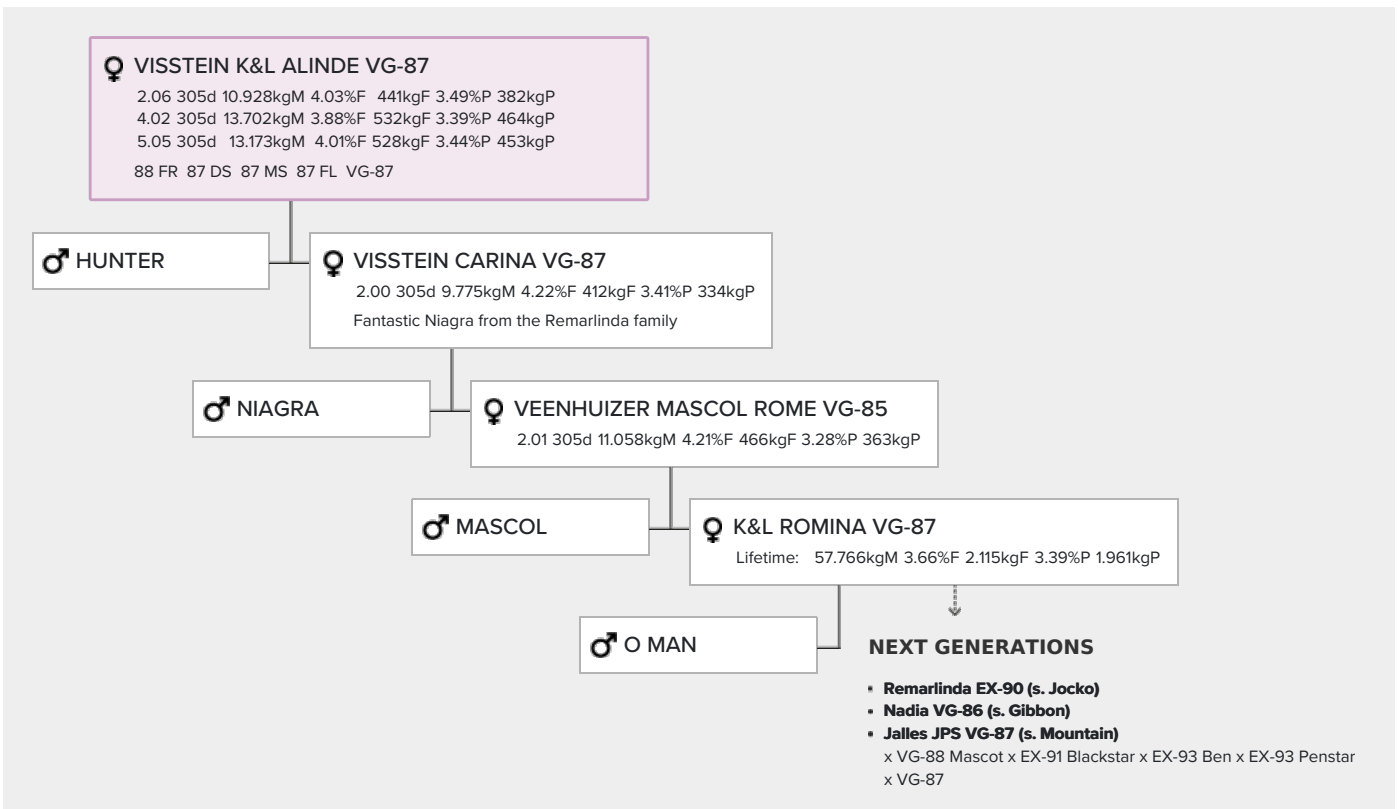 VISSTEIN K&L ALINDE VG-87
2.06 305d 10.928kgM 4.03%F 441kgF 3.49%P 382kgP
4.02 305d 13.702kgM 3.88%F 532kgF 3.39%P 464kgP
5.05 305d 13.173kgM 4.01%F 528kgF 3.44%P 453kgP
88 FR 87 DS 87 MS 87 FL VG-87
HUNTER
VISSTEIN CARINA VG-87
2.00 305d 9.775kgM 4.22%F 412kgF 3.41%P 334kgP
Fantastic Niagra from the Remarlinda family
NIAGRA
VEENHUIZER MASCOL ROME VG-85
2.01 305d 11.058kgM 4.21%F 466kgF 3.28%P 363kgP
MASCOL
K&L ROMINA VG-87
Lifetime: 57.766kgM 3.66%F 2.115kgF 3.39%P 1.961kgP
O MAN
NEXT GENERATIONS
• Remarlinda EX-90 (s. Jocko)
• Nadia VG-86 (s. Gibbon)
• Jalles JPS VG-87 (s. Mountain)
x VG-88 Mascot x EX-91 Blackstar x EX-93 Ben x EX-93 Penstar
x VG-87